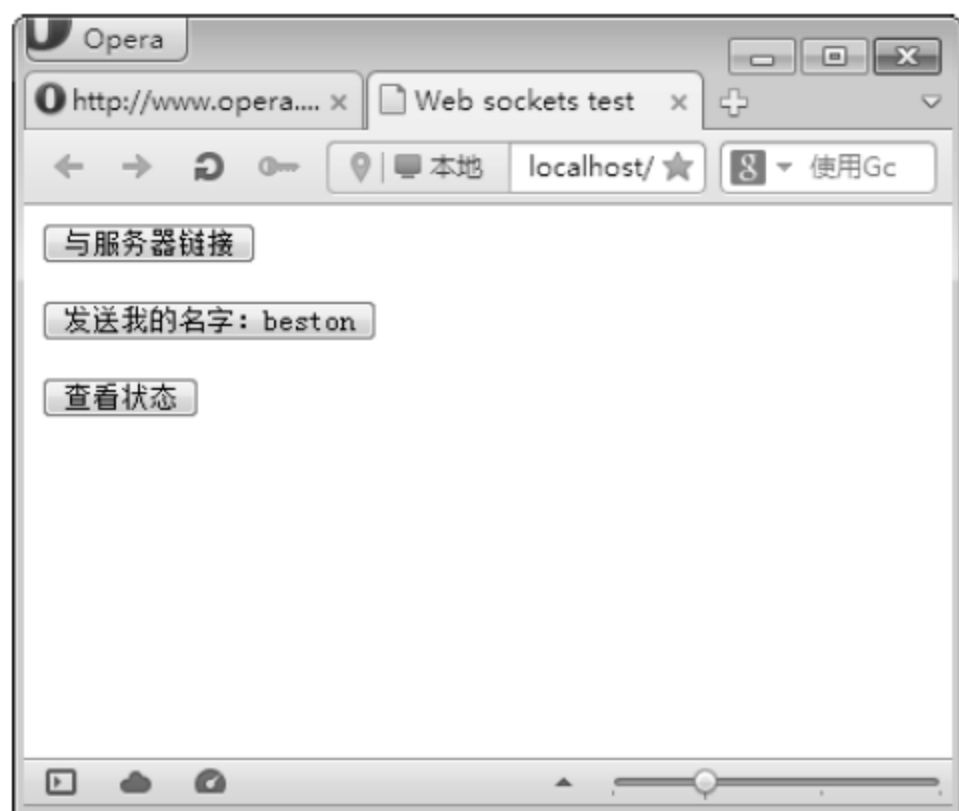 Opera
http://www.opera....
Web sockets test
本地
localhost/
使用Gc
与服务器链接
发送我的名字：beston
查看状态